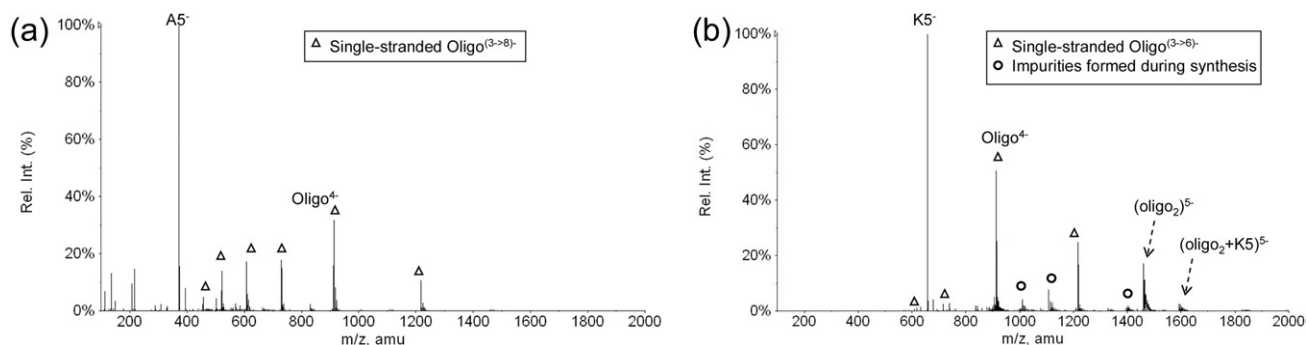 (a)
A5-
100%
80%
60%
40%
20%
0%
Rel. Int. (%)
△ Single-stranded Oligo(3->8)-
Oligo4-
200 400 600 800 1000 1200 1400 1600 1800 2000
m/z, amu
(b)
K5-
100%
80%
60%
40%
20%
0%
Rel. Int. (%)
△ Single-stranded Oligo(3->6)-
○ Impurities formed during synthesis
Oligo4-
(oligo2)5-
(oligo2+K5)5-
200 400 600 800 1000 1200 1400 1600 1800 2000
m/z, amu